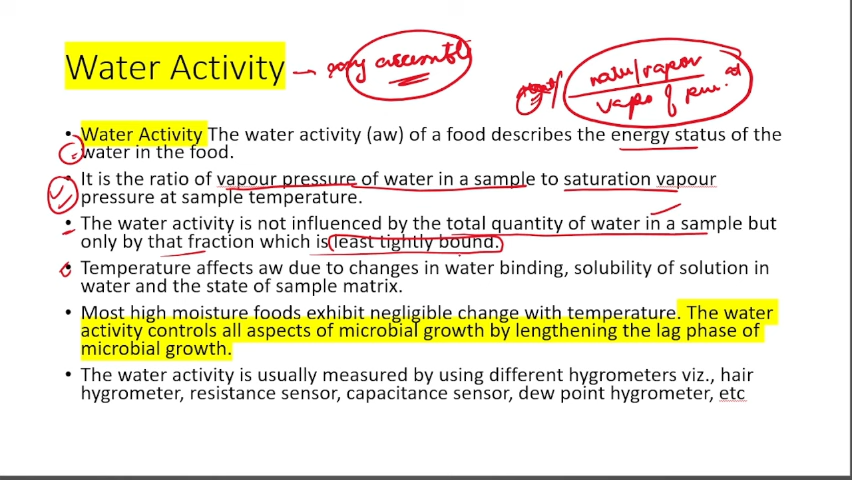 Water Activity
• Water Activity The water activity (aw) of a food describes the energy status of the
water in the food.
• It is the ratio of vapour pressure of water in a sample to saturation vapour
pressure at sample temperature.
• The water activity is not influenced by the total quantity of water in a sample but
only by that fraction which is least tightly bound.
• Temperature affects aw due to changes in water binding, solubility of solution in
water and the state of sample matrix.
• Most high moisture foods exhibit negligible change with temperature. The water
activity controls all aspects of microbial growth by lengthening the lag phase of
microbial growth.
• The water activity is usually measured by using different hygrometers viz., hair
hygrometer, resistance sensor, capacitance sensor, dew point hygrometer, etc